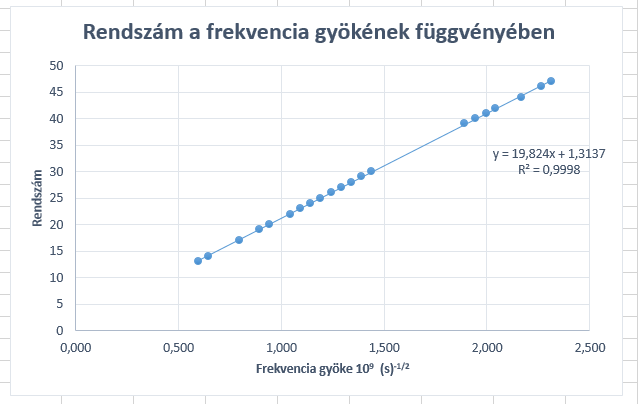 Rendszám a frekvencia gyökének függvényében
50
45
40
35
30
25
20
15
10
5
0
Rendszám
y = 19,824x + 1,3137
R² = 0,9998
0,000 0,500 1,000 1,500 2,000 2,500
Frekvencia gyöke 10⁹ (s)⁻¹/²